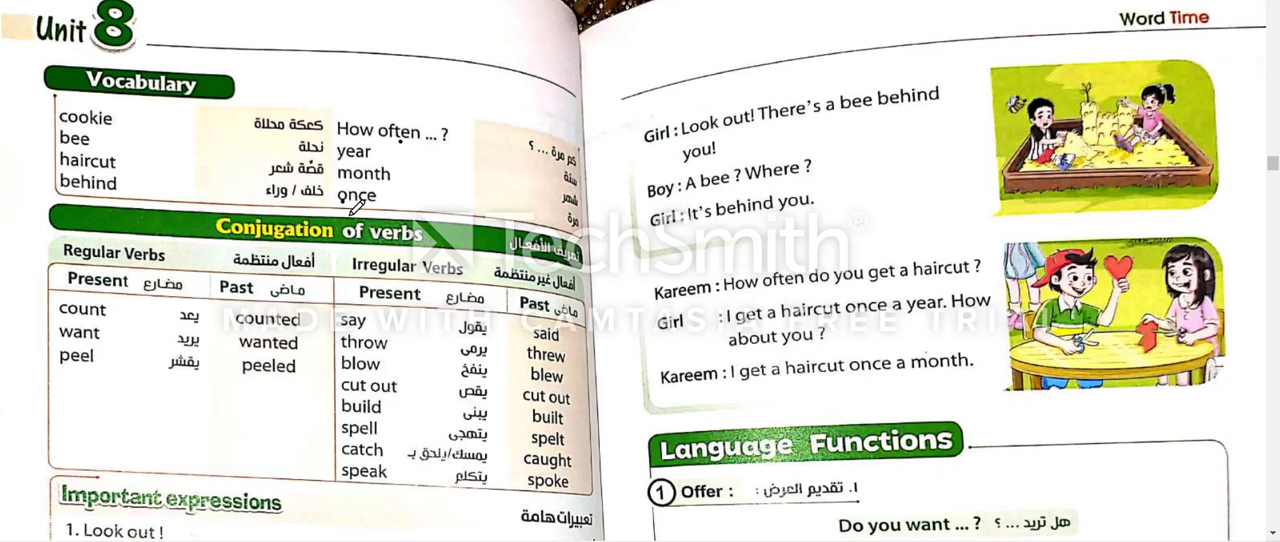 Unit 8
Vocabulary
cookie كعكة محلاة
bee نحلة
haircut قصّة شعر
behind خلف / وراء
How often ... ? كم مرة ... ؟
year سنة
month شهر
once مرة
Conjugation of verbs تصريف الأفعال
Regular Verbs أفعال منتظمة
Irregular Verbs أفعال غير منتظمة
Present مضارع Past ماضى
Present مضارع Past ماضى
count يعد counted
want يريد wanted
peel يقشر peeled
say يقول said
throw يرمى threw
blow ينفخ blew
cut out يقص cut out
build يبنى built
spell يتهجى spelt
catch يمسك/يلحق بـ caught
speak يتكلم spoke
Important expressions تعبيرات هامة
1. Look out !
Word Time
Girl : Look out! There's a bee behind
you!
Boy : A bee ? Where ?
Girl : It's behind you.
Kareem : How often do you get a haircut ?
Girl : I get a haircut once a year. How
about you ?
Kareem : I get a haircut once a month.
Language Functions
1 Offer : ١. تقديم العرض :
Do you want ... ? هل تريد ... ؟
TechSmith®
MADE WITH CAMTASIA FREE TRIAL